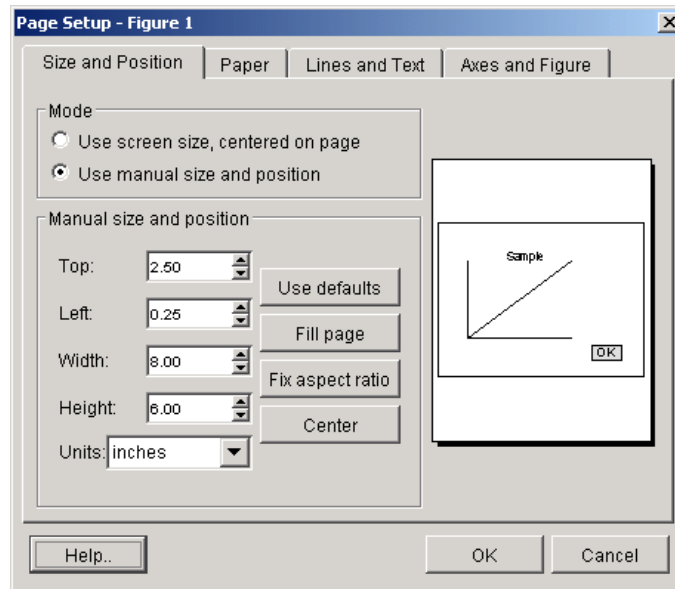 Page Setup - Figure 1
Size and Position
Paper
Lines and Text
Axes and Figure
Mode
Use screen size, centered on page
Use manual size and position
Manual size and position
Top: 2.50
Left: 0.25
Width: 8.00
Height: 6.00
Units: inches
Use defaults
Fill page
Fix aspect ratio
Center
Sample
OK
Help..
OK
Cancel